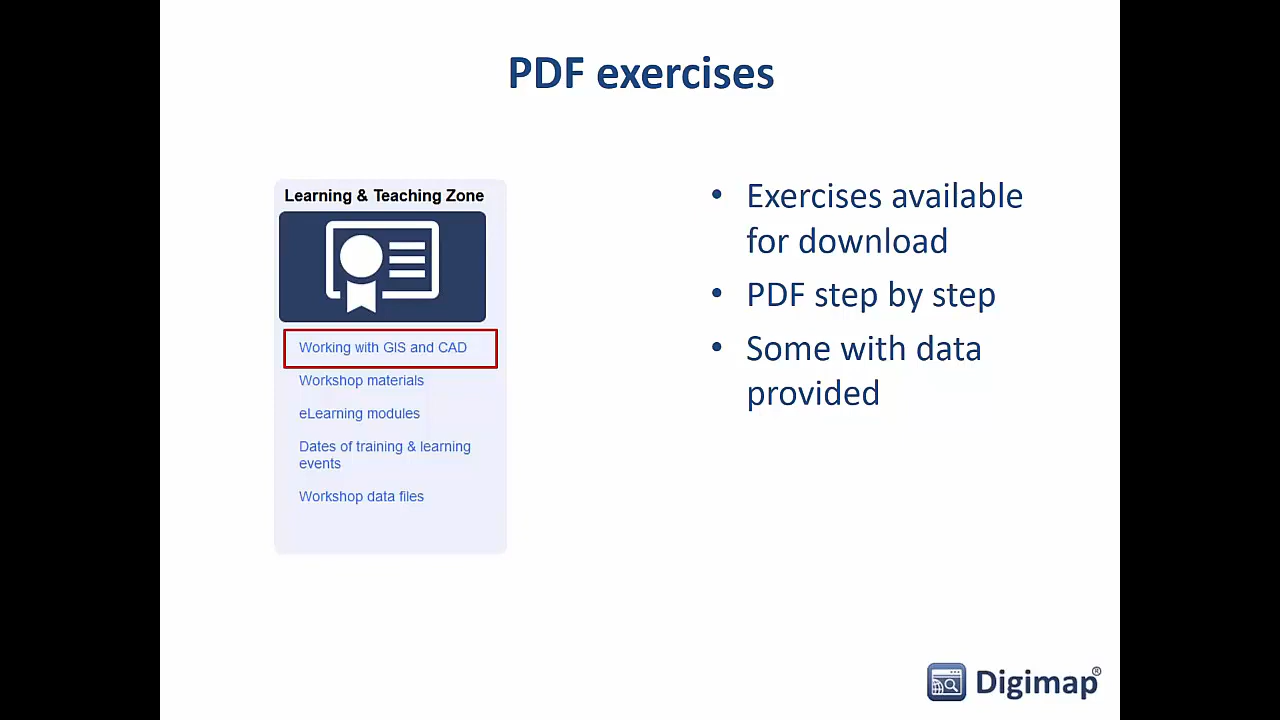 PDF exercises
Learning & Teaching Zone
Working with GIS and CAD
Workshop materials
eLearning modules
Dates of training & learning
events
Workshop data files
• Exercises available
for download
• PDF step by step
• Some with data
provided
Digimap®